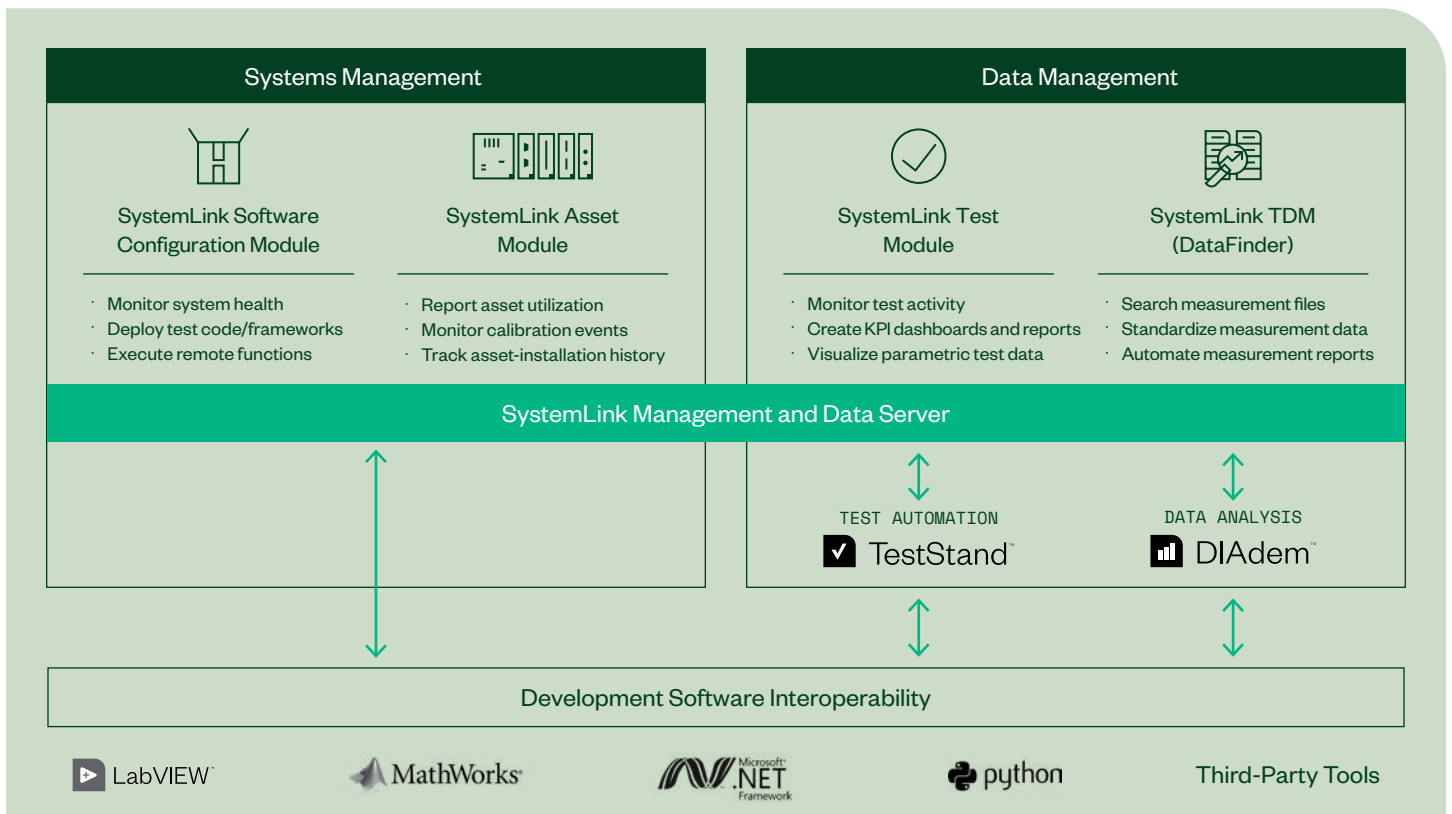 Systems Management
SystemLink Software
Configuration Module
· Monitor system health
· Deploy test code/frameworks
· Execute remote functions
SystemLink Asset
Module
· Report asset utilization
· Monitor calibration events
· Track asset-installation history
Data Management
SystemLink Test
Module
· Monitor test activity
· Create KPI dashboards and reports
· Visualize parametric test data
SystemLink TDM
(DataFinder)
· Search measurement files
· Standardize measurement data
· Automate measurement reports
SystemLink Management and Data Server
TEST AUTOMATION
TestStand™
DATA ANALYSIS
DIAdem™
Development Software Interoperability
LabVIEW™
MathWorks®
Microsoft®
.NET
Framework
python
Third-Party Tools